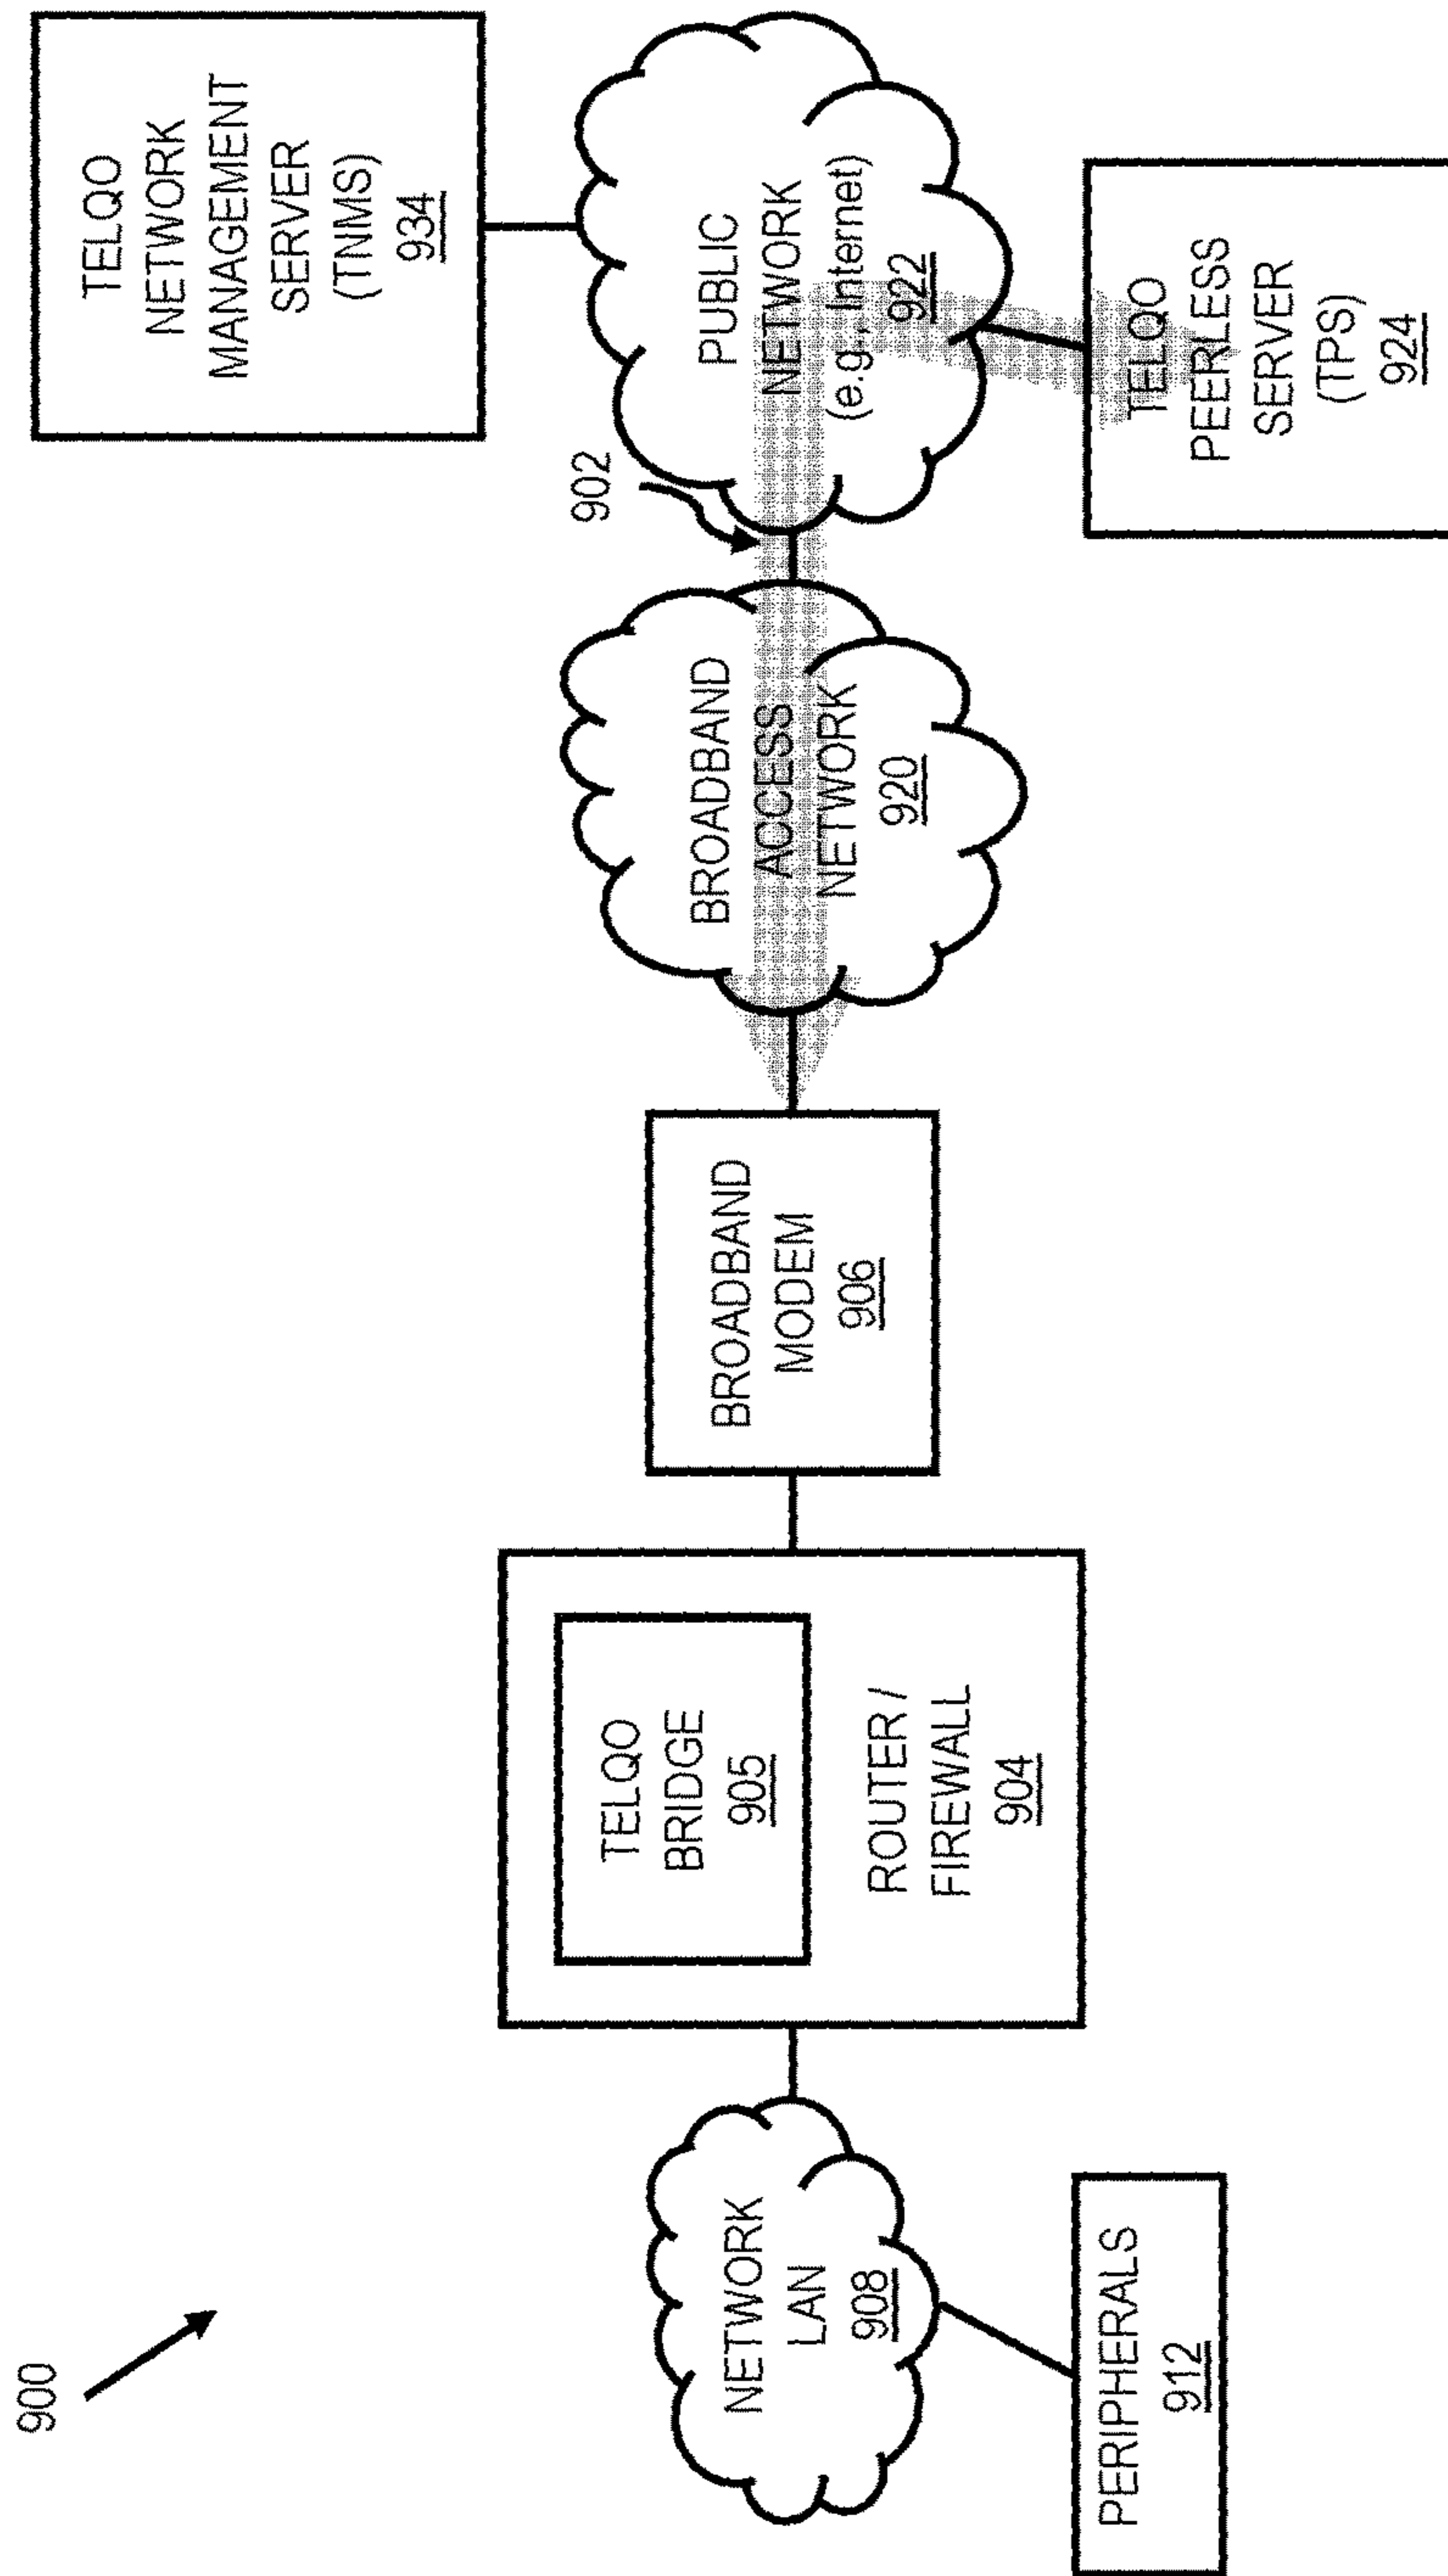 900
NETWORK
LAN
908
PERIPHERALS
912
TELQO
BRIDGE
905
ROUTER /
FIREWALL
904
BROADBAND
MODEM
906
BROADBAND
ACCESS
NETWORK
920
902
PUBLIC
NETWORK
(e.g., Internet)
922
TELQO
NETWORK
MANAGEMENT
SERVER
(TNMS)
934
TELQO
PEERLESS
SERVER
(TPS)
924